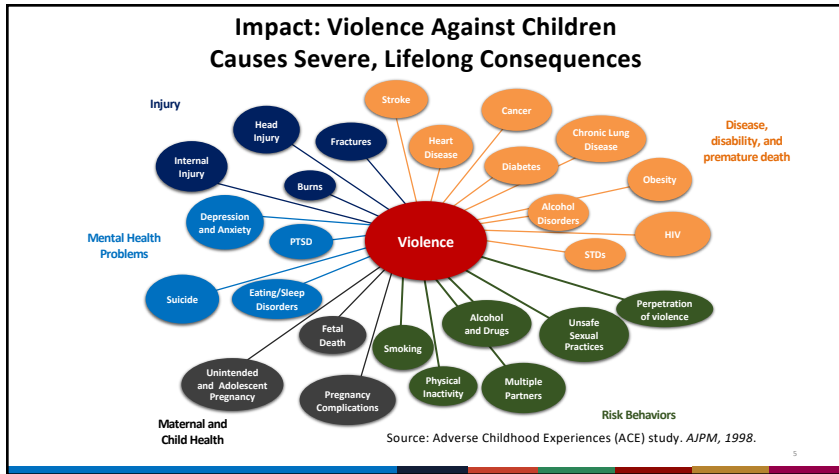 Impact: Violence Against Children
Causes Severe, Lifelong Consequences
Injury
Head
Injury
Fractures
Internal
Injury
Burns
Stroke
Cancer
Heart
Disease
Chronic Lung
Disease
Diabetes
Obesity
Alcohol
Disorders
HIV
STDs
Disease,
disability, and
premature death
Depression
and Anxiety
PTSD
Mental Health
Problems
Suicide
Eating/Sleep
Disorders
Violence
Fetal
Death
Unintended
and Adolescent
Pregnancy
Pregnancy
Complications
Maternal and
Child Health
Smoking
Alcohol
and Drugs
Physical
Inactivity
Multiple
Partners
Unsafe
Sexual
Practices
Perpetration
of violence
Risk Behaviors
Source: Adverse Childhood Experiences (ACE) study. AJPM, 1998.
5